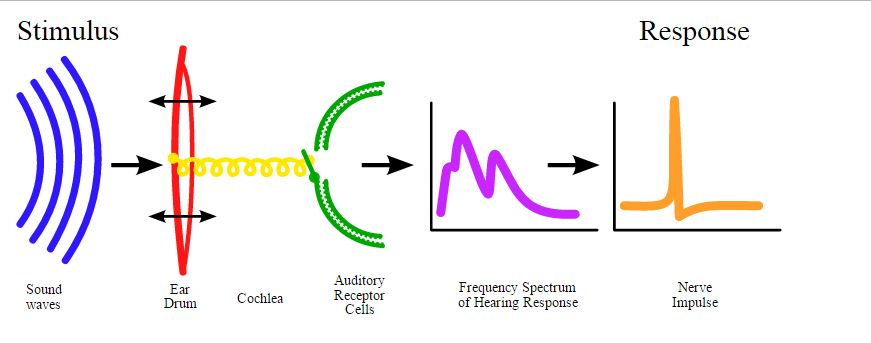 Stimulus
Response
Sound
waves
Ear
Drum
Cochlea
Auditory
Receptor
Cells
Frequency Spectrum
of Hearing Response
Nerve
Impulse